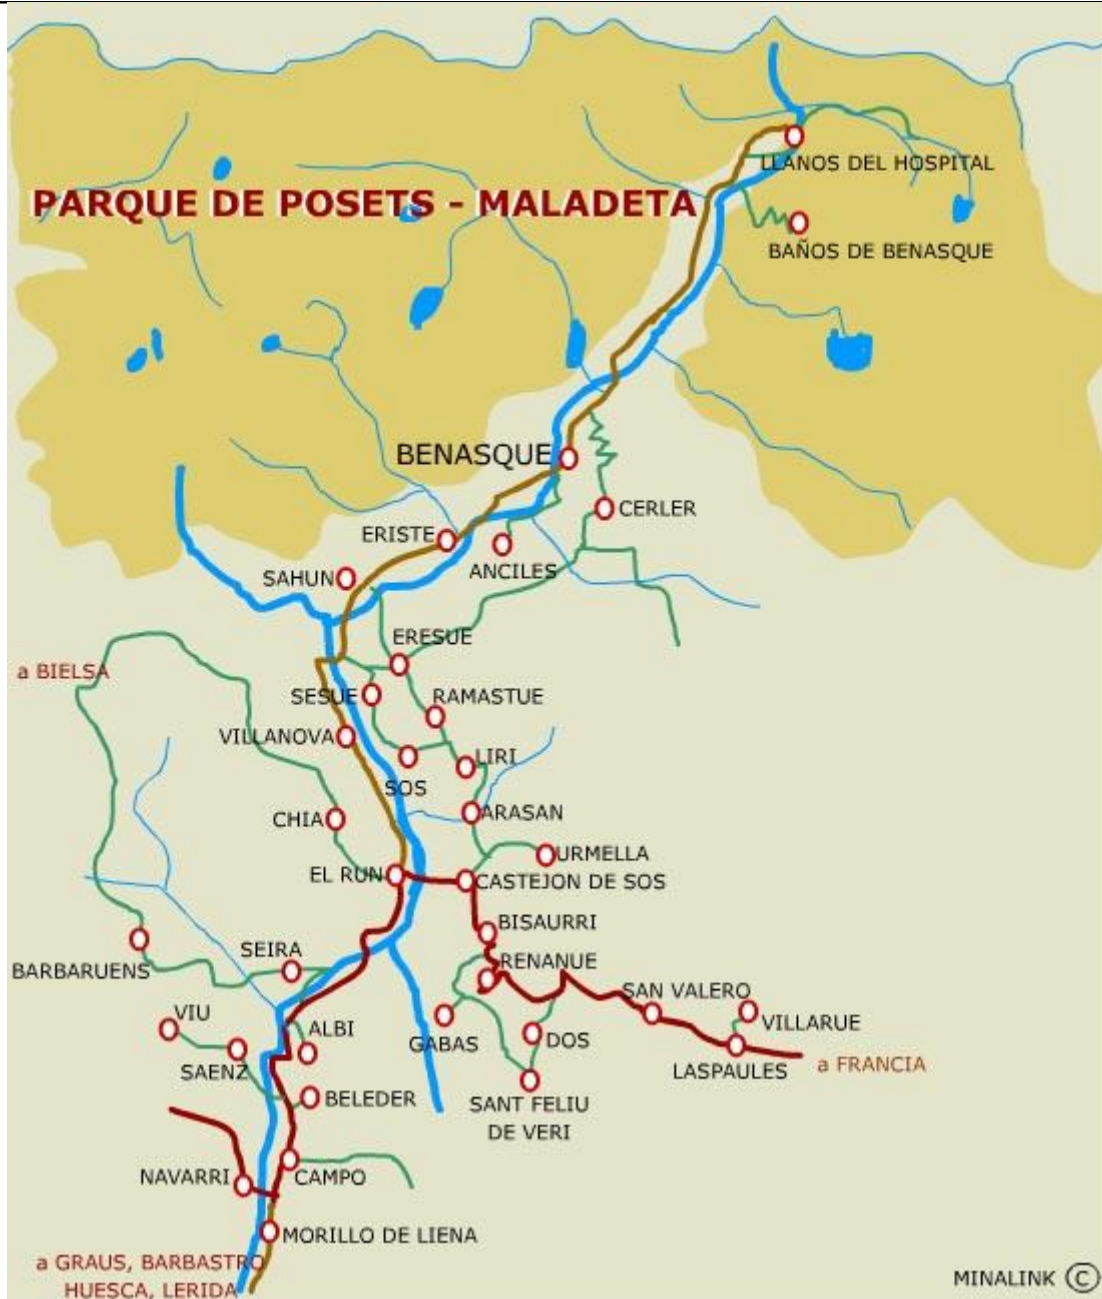 LLANOS DEL HOSPITAL
PARQUE DE POSETS - MALADETA
BAÑOS DE BENASQUE
BENASQUE
CERLER
ERISTE
ANCILES
SAHUN
ERESUE
a BIELSA
SESUE
RAMASTUE
VILLANOVA
LIRI
SOS
ARASAN
CHIA
URMELLA
EL RUN
CASTEJON DE SOS
BISAURRI
SEIRA
RENANUE
BARBARUENS
SAN VALERO
VIU
VILLARUE
ALBI
GABAS
DOS
SAENZ
LASPAULES
a FRANCIA
BELEDER
SANT FELIU
DE VERI
NAVARRI
CAMPO
MORILLO DE LIENA
a GRAUS, BARBASTRO
HUESCA, LERIDA
MINALINK ©